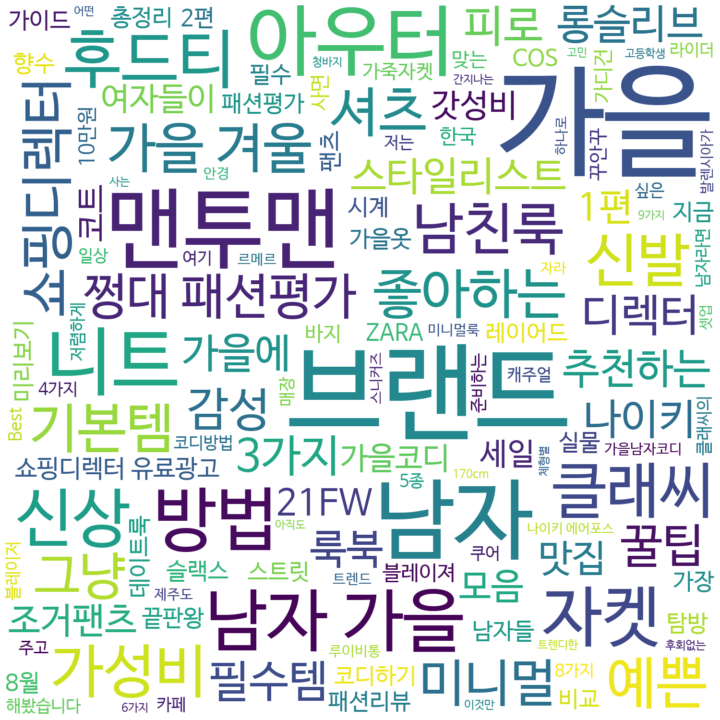 가이드
어떤
총정리
2편
아우터
피로
롱슬리브
향수
후드티
청바지
필수
사면
가죽자켓
맞는
COS
고민
가디건
고등학생
라이더
간지나는
가을
쇼핑디렉터
여자들이
패션평가
셔츠
갓성비
10만원
가을 겨울
팬츠
저는
한국
꾸안꾸
하나로
발렌시아가
코트
사는
안경
스타일리스트
맨투맨
시계
남친룩
1편
싶은
지금
9가지
일상
여기
르메르
가을옷
신발
남자라면
쩡대 패션평가
좋아하는
자라
디렉터
셋업
미리보기
저렴하게
니트
가을에
바지
ZARA
미니멀룩
레이어드
브랜드
추천하는
4가지
매장
스니커즈
준비하는
캐주얼
Best
기본템
감성
나이키
클래씨의
코디방법
3가지
가을코디
세일
실물
가을남자코디
쇼핑디렉터 유료광고
5종
170cm
체형별
신상
방법
21FW
남자
클래씨
아직도
쿠어
나이키 에어포스
블레이저
그냥
데이트룩
룩북
맛집
꿀팁
슬랙스
스트릿
트렌드
블레이져
제주도
모음
가장
조거팬츠
끝판왕
남자 가을
남자들
자켓
탐방
주고
루이비통
트렌디한
후회없는
8월
가성비
필수템
코디하기
미니멀
8가지
예쁜
해봤습니다
6가지
카페
패션리뷰
이것만
비교